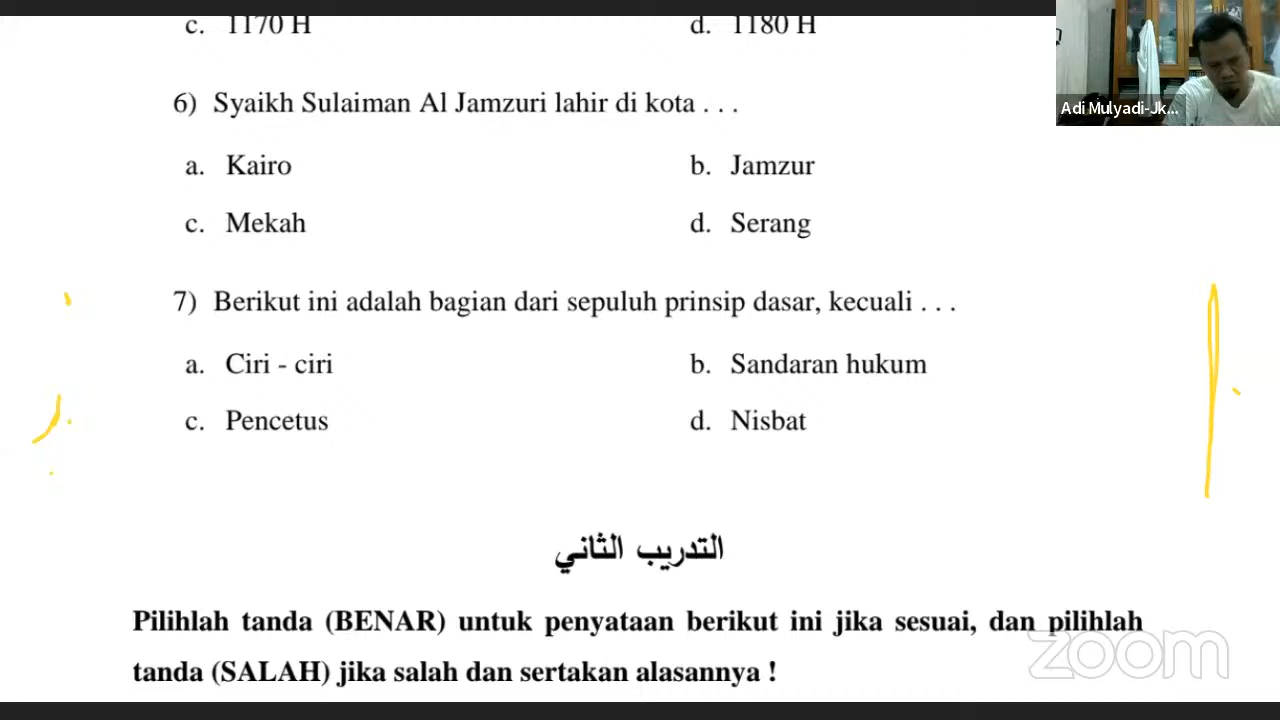 c. 1170 H d. 1180 H
Adi Mulyadi-Jk...
6) Syaikh Sulaiman Al Jamzuri lahir di kota . . .
a. Kairo b. Jamzur
c. Mekah d. Serang
7) Berikut ini adalah bagian dari sepuluh prinsip dasar, kecuali . . .
a. Ciri - ciri b. Sandaran hukum
c. Pencetus d. Nisbat
التدريب الثاني
Pilihlah tanda (BENAR) untuk penyataan berikut ini jika sesuai, dan pilihlah
tanda (SALAH) jika salah dan sertakan alasannya !
zoom